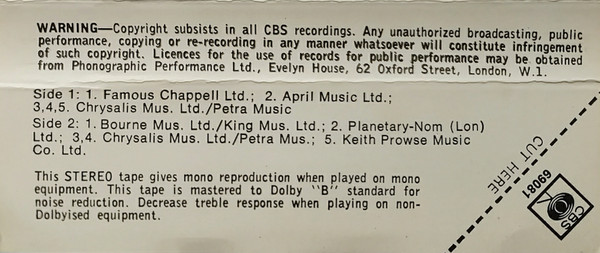 WARNING—Copyright subsists in all CBS recordings. Any unauthorized broadcasting, public
performance, copying or re-recording in any manner whatsoever will constitute infringement
of such copyright. Licences for the use of records for public performance may be obtained
from Phonographic Performance Ltd., Evelyn House, 62 Oxford Street, London, W.1.
Side 1: 1. Famous Chappell Ltd.; 2. April Music Ltd.;
3,4,5. Chrysalis Mus. Ltd./Petra Music
Side 2: 1. Bourne Mus. Ltd./King Mus. Ltd.; 2. Planetary-Nom (Lon)
Ltd.; 3,4. Chrysalis Mus. Ltd./Petra Mus.; 5. Keith Prowse Music
Co. Ltd.
This STEREO tape gives mono reproduction when played on mono
equipment. This tape is mastered to Dolby "B" standard for
noise reduction. Decrease treble response when playing on non-
Dolbyised equipment.
CUT HERE
69081
CBS